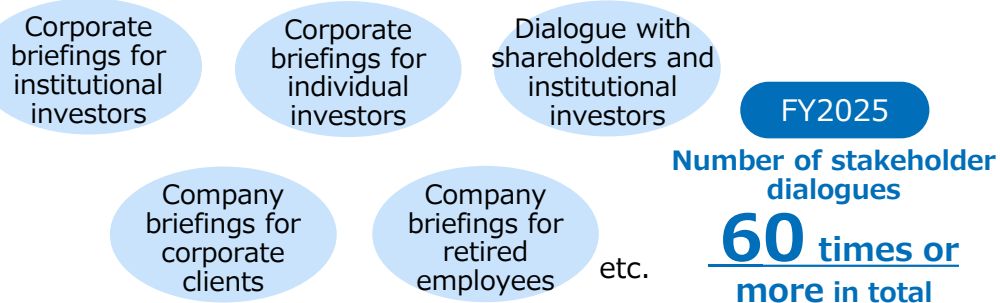 Corporate
briefings for
institutional
investors
Corporate
briefings for
individual
investors
Dialogue with
shareholders and
institutional
investors
Company
briefings for
corporate
clients
Company
briefings for
retired
employees
etc.
FY2025
Number of stakeholder
dialogues
60 times or
more in total